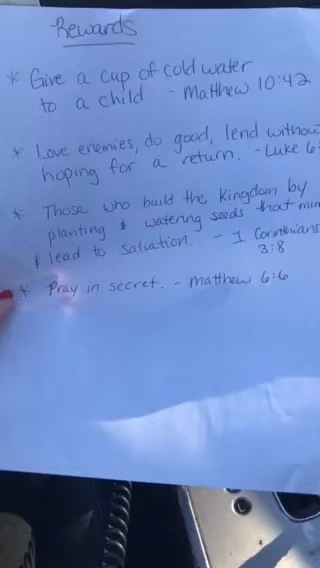 Rewards
* Give a cup of cold water
to a child - Matthew 10:42
* Love enemies, do good, lend without
hoping for a return. - Luke 6:
* Those who build the Kingdom by
planting & watering seeds that
& lead to salvation. - 1 Corinthians
3:8
* Pray in secret. - Matthew 6:6
L